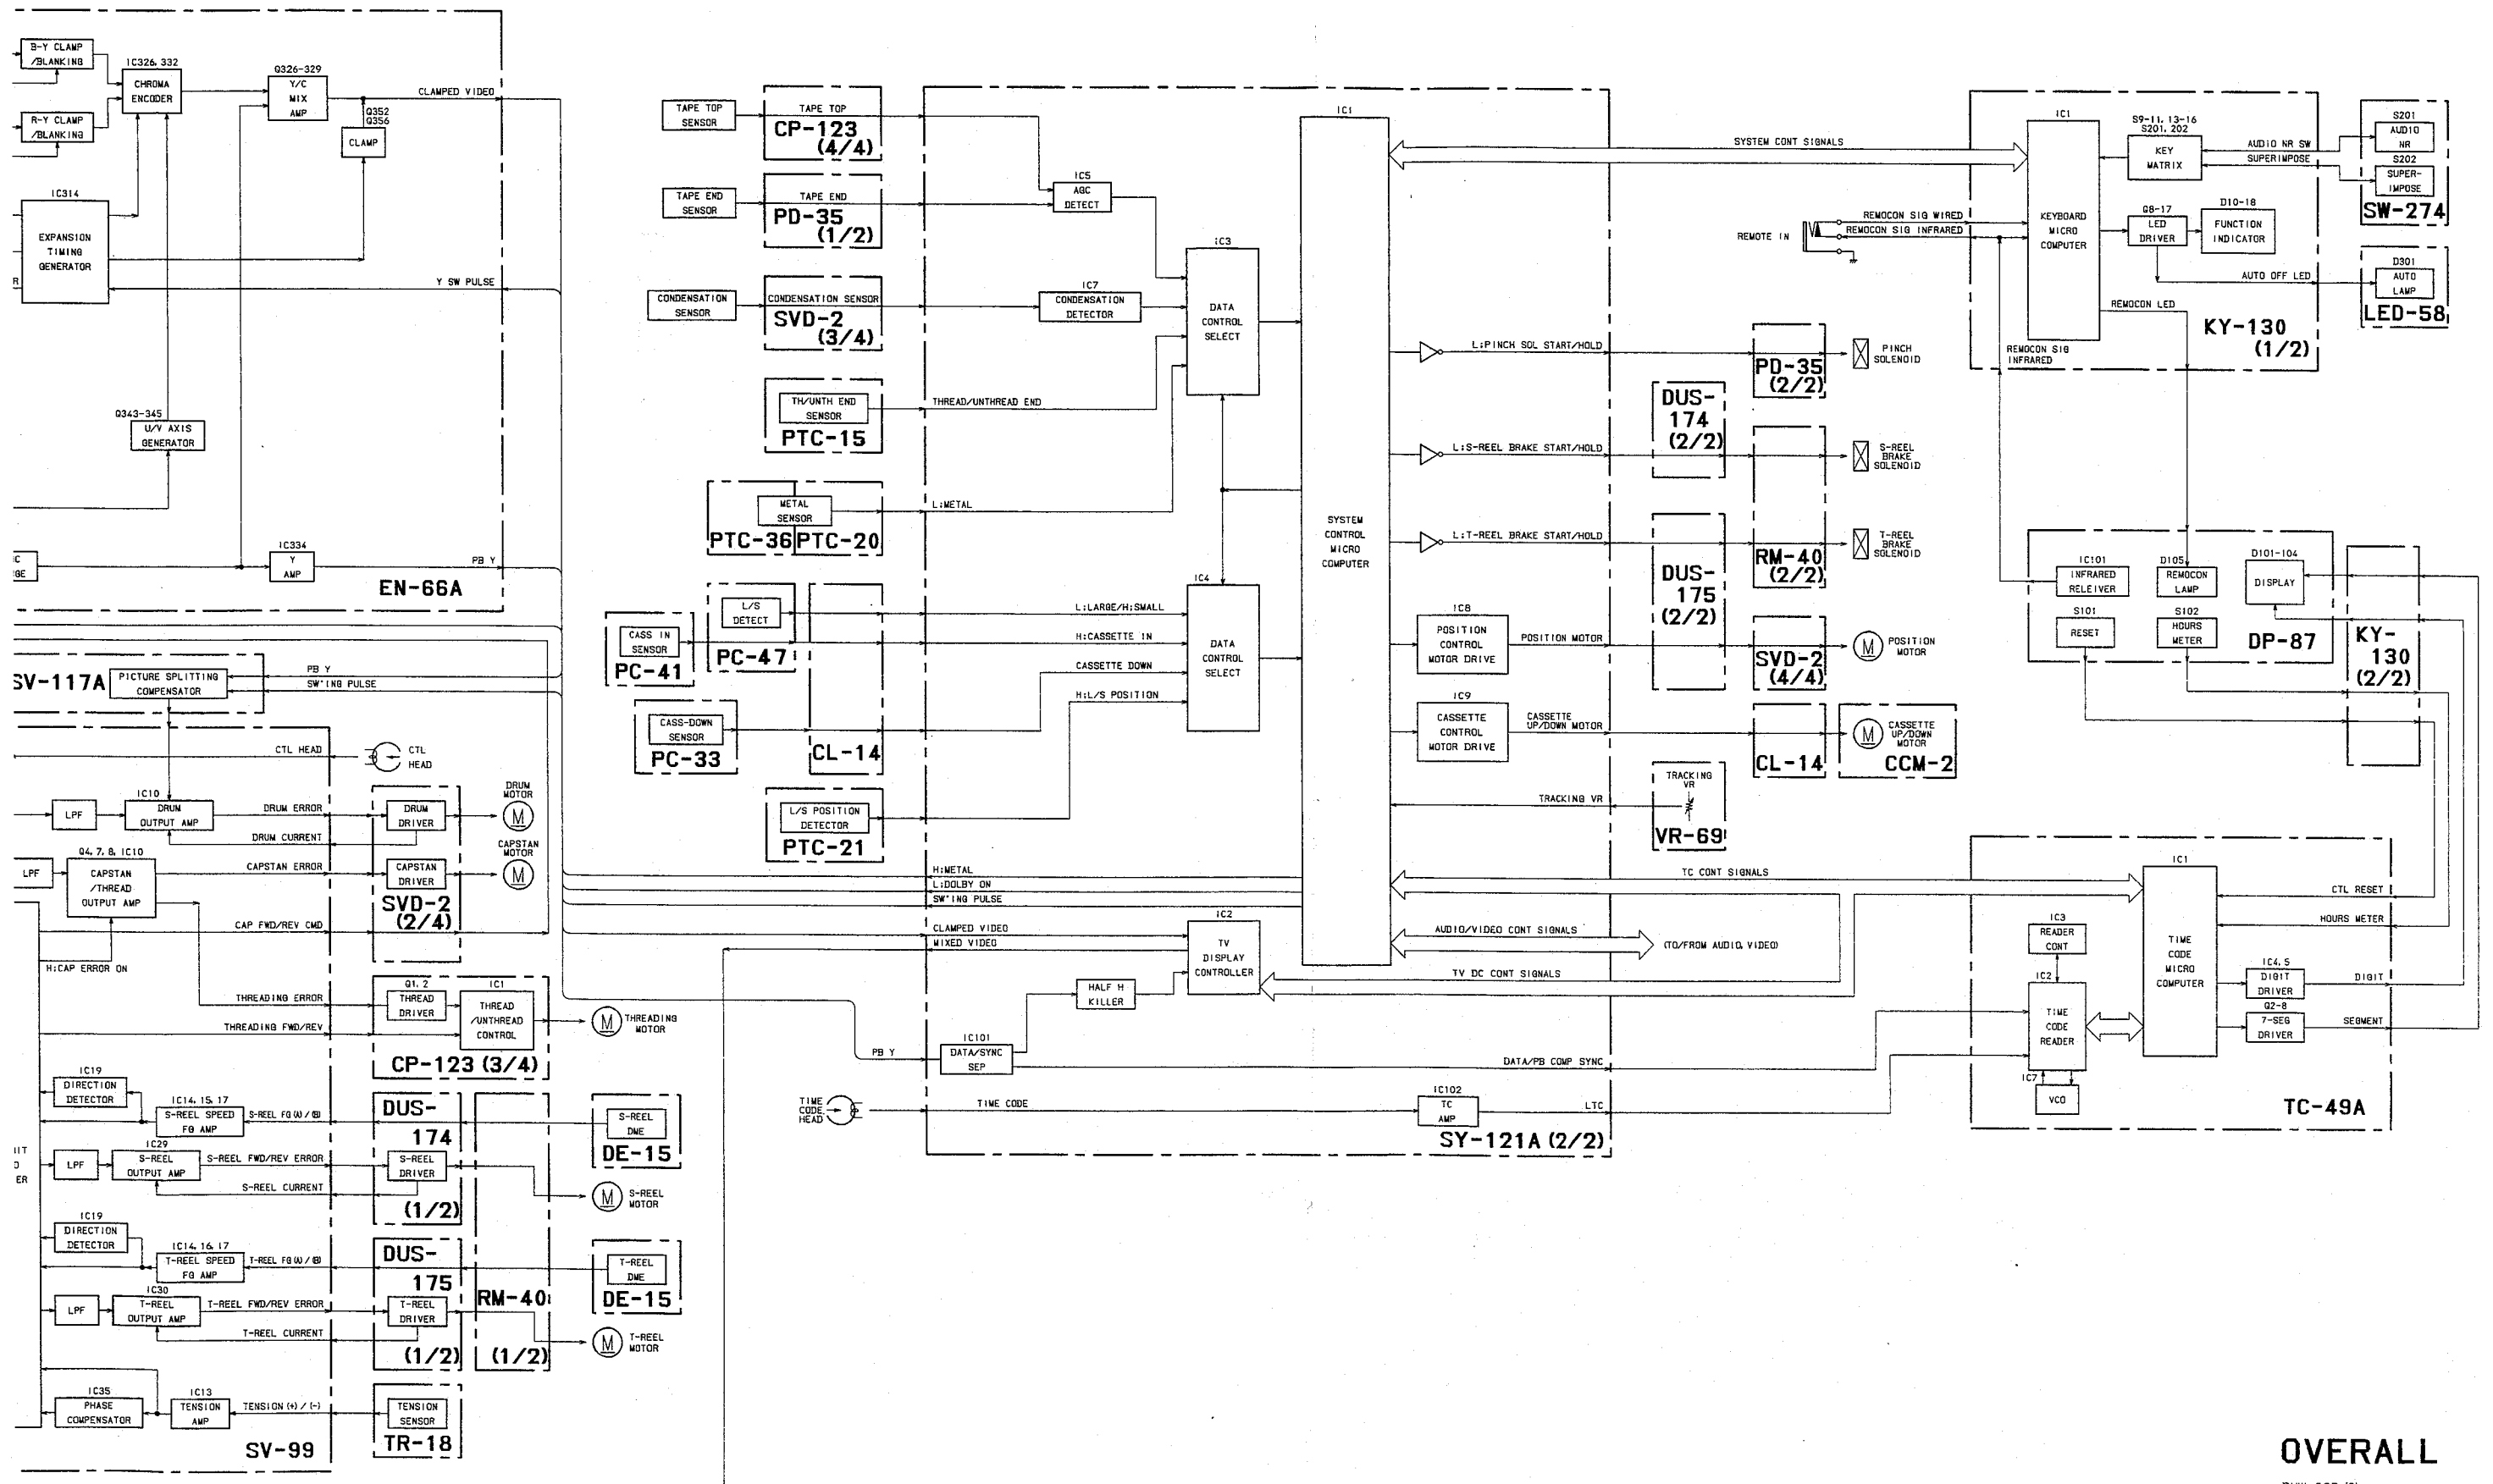 B-Y CLAMP
/BLANKING
IC326, 332
CHROMA
ENCODER
Q326-329
Y/C
MIX
AMP
CLAMPED VIDEO
Q352
Q356
CLAMP
R-Y CLAMP
/BLANKING
IC314
EXPANSION
TIMING
GENERATOR
R
Y SW PULSE
Q343-345
U/V AXIS
GENERATOR
IC334
Y
AMP
PB Y
EN-66A
SV-117A
PICTURE SPLITTING
COMPENSATOR
PB Y
SW'ING PULSE
CTL HEAD
CTL
HEAD
LPF
IC10
DRUM
OUTPUT AMP
DRUM ERROR
DRUM CURRENT
DRUM
DRIVER
DRUM
MOTOR
M
LPF
Q4, 7, 8, IC10
CAPSTAN
/THREAD
OUTPUT AMP
CAPSTAN ERROR
CAPSTAN
DRIVER
CAPSTAN
MOTOR
M
SVD-2
(2/4)
CAP FWD/REV CMD
H:CAP ERROR ON
THREADING ERROR
THREADING FWD/REV
Q1, 2
THREAD
DRIVER
IC1
THREAD
/UNTHREAD
CONTROL
M
THREADING
MOTOR
CP-123 (3/4)
IC19
DIRECTION
DETECTOR
IC14, 15, 17
S-REEL SPEED
FG AMP
S-REEL FG(A)/(B)
DUS-
174
S-REEL
DME
DE-15
LPF
IC29
S-REEL
OUTPUT AMP
S-REEL FWD/REV ERROR
S-REEL CURRENT
S-REEL
DRIVER
(1/2)
M
S-REEL
MOTOR
IC19
DIRECTION
DETECTOR
IC14, 16, 17
T-REEL SPEED
FG AMP
T-REEL FG(A)/(B)
DUS-
175
T-REEL
DME
DE-15
LPF
IC30
T-REEL
OUTPUT AMP
T-REEL FWD/REV ERROR
T-REEL CURRENT
T-REEL
DRIVER
(1/2)
RM-40
(1/2)
M
T-REEL
MOTOR
IC35
PHASE
COMPENSATOR
IC13
TENSION
AMP
TENSION(+)/(-)
TENSION
SENSOR
TR-18
SV-99
TAPE TOP
SENSOR
TAPE TOP
CP-123
(4/4)
TAPE END
SENSOR
TAPE END
PD-35
(1/2)
CONDENSATION
SENSOR
CONDENSATION SENSOR
SVD-2
(3/4)
TH/UNTH END
SENSOR
PTC-15
THREAD/UNTHREAD END
METAL
SENSOR
PTC-36
PTC-20
L:METAL
L/S
DETECT
PC-47
CASS IN
SENSOR
PC-41
CASS-DOWN
SENSOR
PC-33
CL-14
L/S POSITION
DETECTOR
PTC-21
IC5
AGC
DETECT
IC7
CONDENSATION
DETECTOR
IC3
DATA
CONTROL
SELECT
L:LARGE/H:SMALL
H:CASSETTE IN
CASSETTE DOWN
H:L/S POSITION
IC4
DATA
CONTROL
SELECT
H:METAL
L:DOLBY ON
SW'ING PULSE
CLAMPED VIDEO
MIXED VIDEO
IC2
TV
DISPLAY
CONTROLLER
HALF H
KILLER
PB Y
IC101
DATA/SYNC
SEP
DATA/PB COMP SYNC
TIME
CODE
HEAD
TIME CODE
IC102
TC
AMP
LTC
SY-121A (2/2)
IC1
SYSTEM
CONTROL
MICRO
COMPUTER
SYSTEM CONT SIGNALS
L:PINCH SOL START/HOLD
PD-35
(2/2)
PINCH
SOLENOID
DUS-
174
(2/2)
L:S-REEL BRAKE START/HOLD
S-REEL
BRAKE
SOLENOID
L:T-REEL BRAKE START/HOLD
DUS-
175
(2/2)
RM-40
(2/2)
T-REEL
BRAKE
SOLENOID
IC8
POSITION
CONTROL
MOTOR DRIVE
POSITION MOTOR
SVD-2
(4/4)
M
POSITION
MOTOR
IC9
CASSETTE
CONTROL
MOTOR DRIVE
CASSETTE
UP/DOWN MOTOR
CL-14
M
CASSETTE
UP/DOWN
MOTOR
CCM-2
TRACKING VR
TRACKING
VR
VR-69
TC CONT SIGNALS
AUDIO/VIDEO CONT SIGNALS
(TO/FROM AUDIO, VIDEO)
TV DC CONT SIGNALS
REMOTE IN
REMOCON SIG WIRED
REMOCON SIG INFRARED
IC1
KEYBOARD
MICRO
COMPUTER
S9-11, 13-16
S201, 202
KEY
MATRIX
AUDIO NR SW
SUPERIMPOSE
S201
AUDIO
NR
S202
SUPER-
IMPOSE
SW-274
Q8-17
LED
DRIVER
D10-18
FUNCTION
INDICATOR
AUTO OFF LED
D301
AUTO
LAMP
LED-58
REMOCON LED
REMOCON SIG
INFRARED
KY-130
(1/2)
IC101
INFRARED
RELEIVER
D105
REMOCON
LAMP
D101-104
DISPLAY
S101
RESET
S102
HOURS
METER
DP-87
KY-
130
(2/2)
IC1
TIME
CODE
MICRO
COMPUTER
CTL RESET
HOURS METER
IC3
READER
CONT
IC2
TIME
CODE
READER
IC7
VCO
IC4, 5
DIGIT
DRIVER
DIGIT
Q2-8
7-SEG
DRIVER
SEGMENT
TC-49A
OVERALL